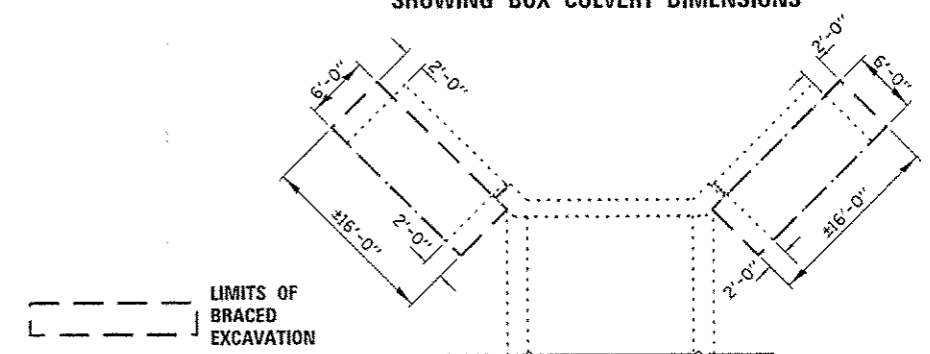 SHOWING BOX CULVERT DIMENSIONS
2'-0"
6'-0"
2'-0"
6'-0"
±16'-0"
2'-0"
±16'-0"
2'-0"
LIMITS OF
BRACED
EXCAVATION